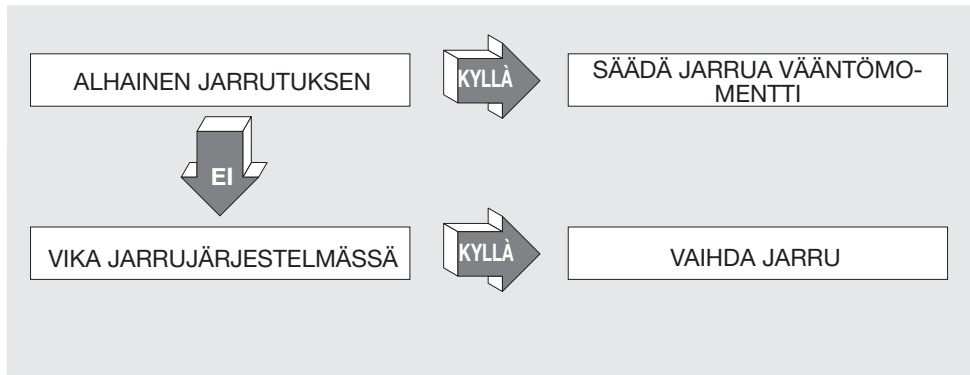 ALHAINEN JARRUTUKSEN
KYLLÀ
SÄÄDÄ JARRUA VÄÄNTÖMO-
MENTTI
EI
VIKA JARRUJÄRJESTELMÄSSÄ
KYLLÀ
VAIHDA JARRU